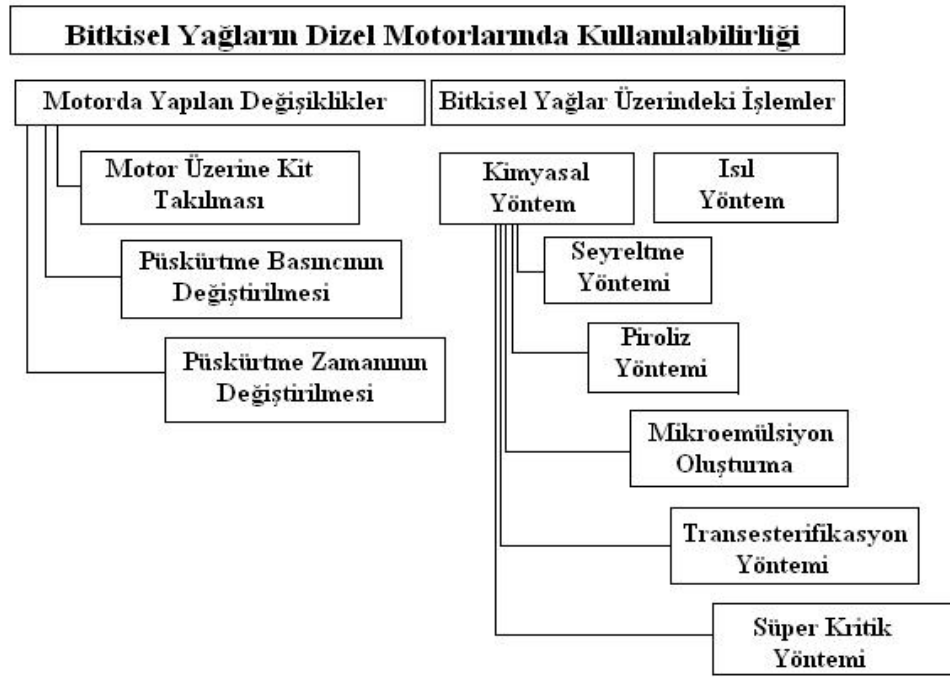 Bitkisel Yağların Dizel Motorlarında Kullanılabilirliği
Motorda Yapılan Değişiklikler
Motor Üzerine Kit
Takılması
Püskürtme Basıncının
Değiştirilmesi
Püskürtme Zamanının
Değiştirilmesi
Bitkisel Yağlar Üzerindeki İşlemler
Kimyasal
Yöntem
Isıl
Yöntem
Seyreltme
Yöntemi
Piroliz
Yöntemi
Mikroemülsiyon
Oluşturma
Transesterifikasyon
Yöntemi
Süper Kritik
Yöntemi